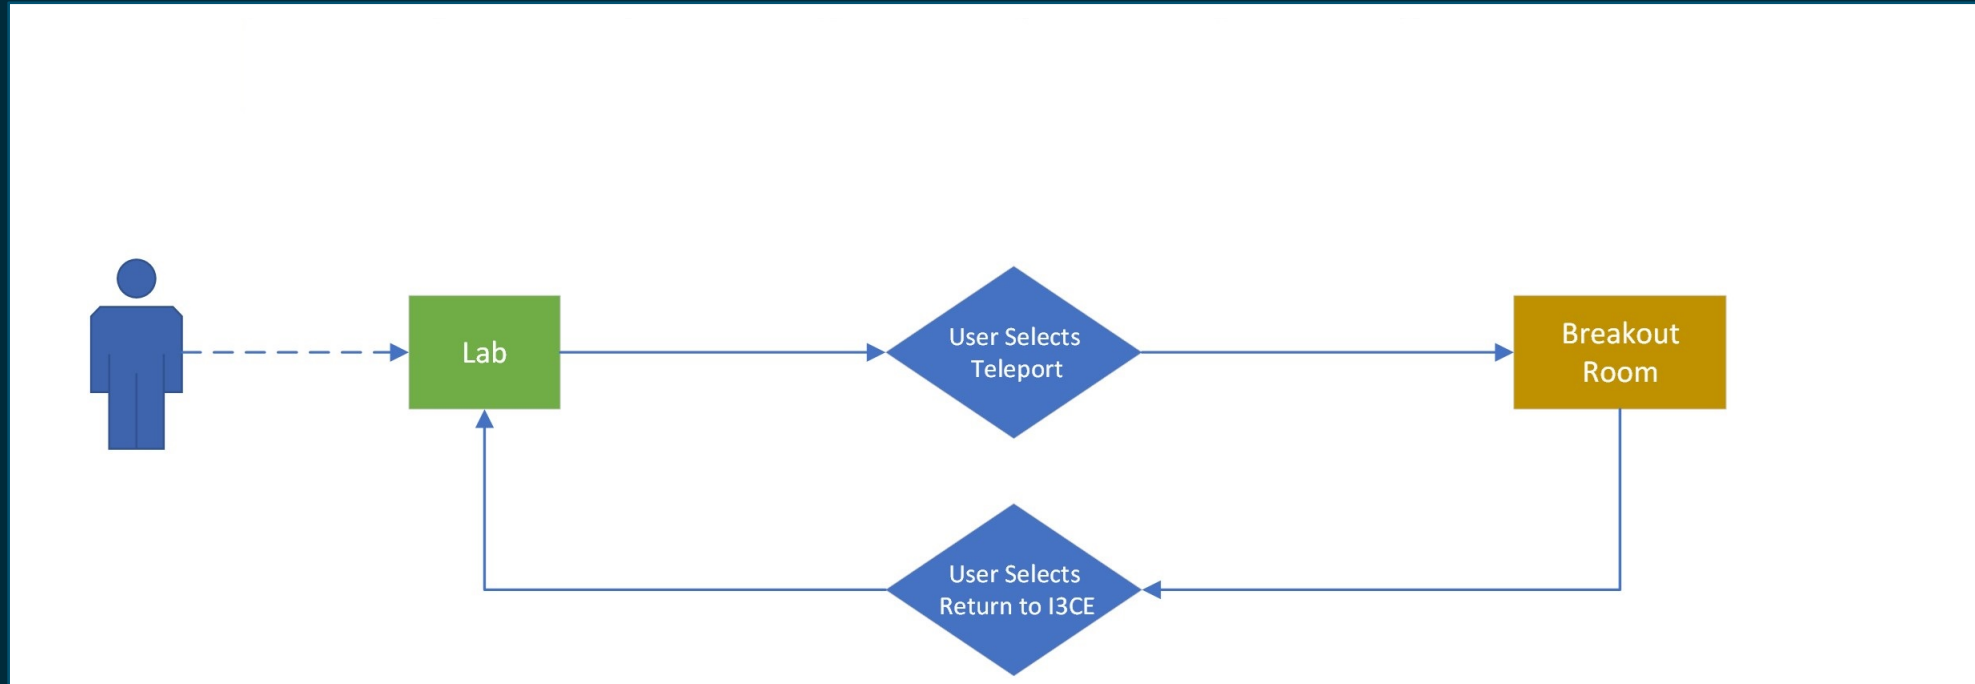 Lab
User Selects
Teleport
Breakout
Room
User Selects
Return to I3CE